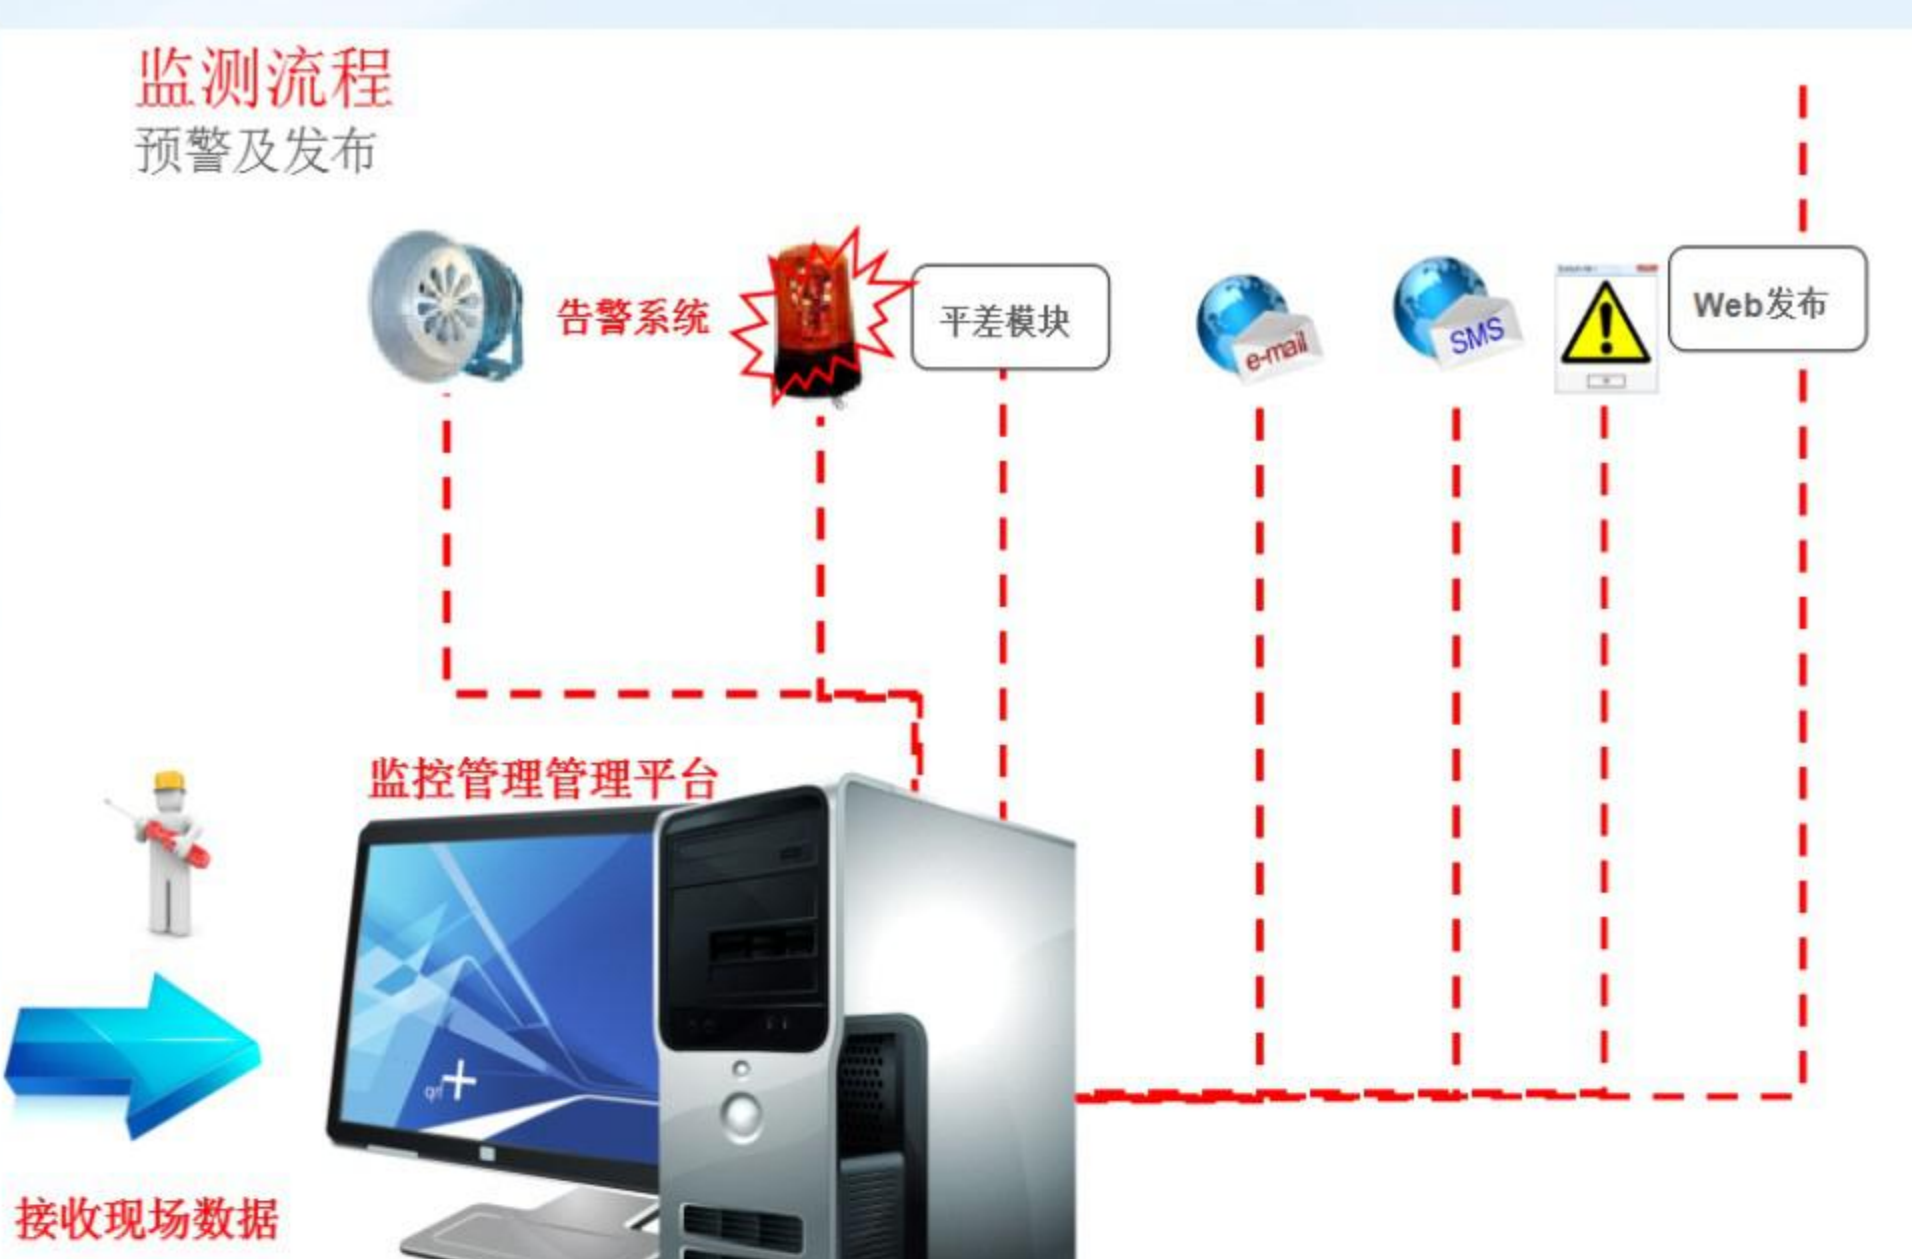 监测流程
预警及发布
告警系统
平差模块
e-mail
SMS
Web发布
监控管理管理平台
接收现场数据